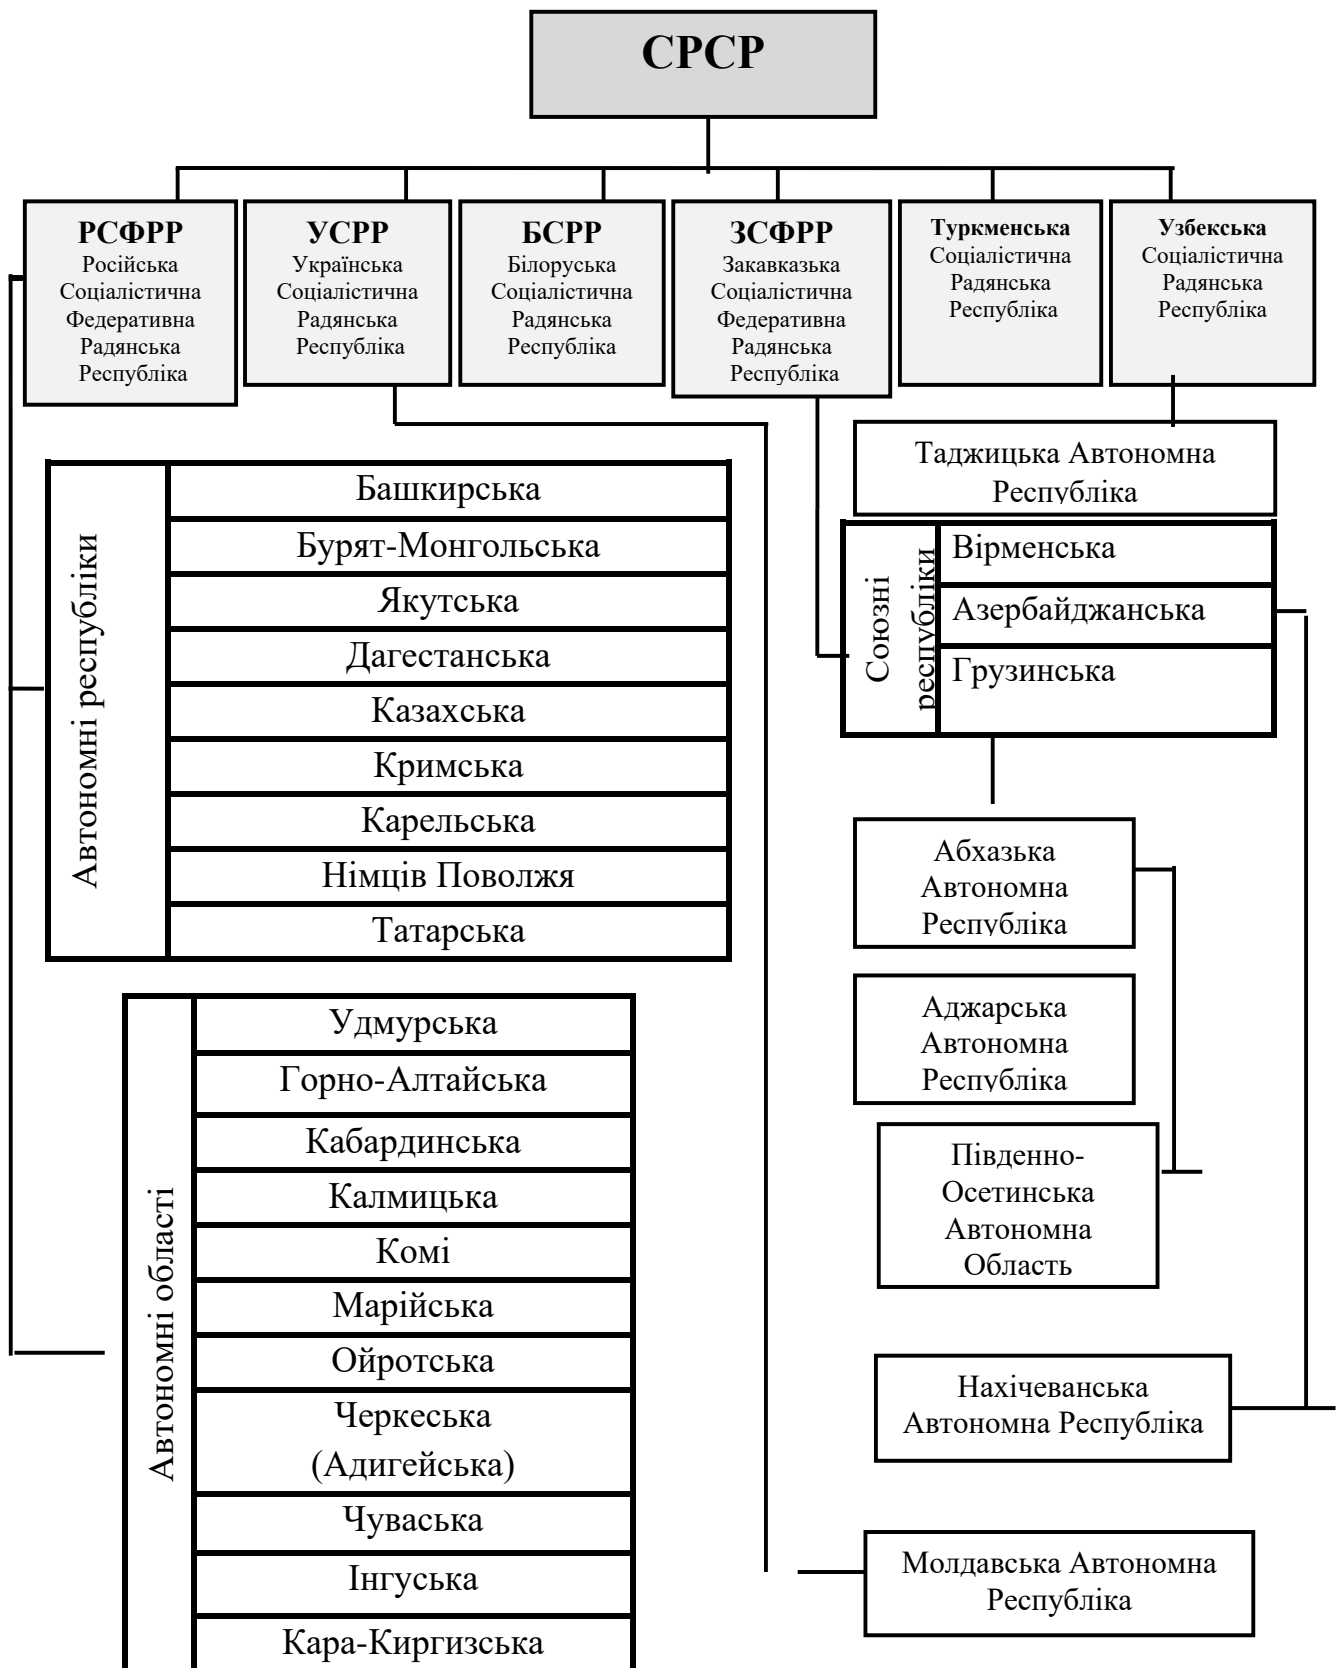 СРСР
РСФРР
Російська
Соціалістична
Федеративна
Радянська
Республіка
УСРР
Українська
Соціалістична
Радянська
Республіка
БСРР
Білоруська
Соціалістична
Радянська
Республіка
ЗСФРР
Закавказька
Соціалістична
Федеративна
Радянська
Республіка
Туркменська
Соціалістична
Радянська
Республіка
Узбекська
Соціалістична
Радянська
Республіка
Таджицька Автономна
Республіка
Автономні республіки
Башкирська
Бурят-Монгольська
Якутська
Дагестанська
Казахська
Кримська
Карельська
Німців Поволжя
Татарська
Союзні
республіки
Вірменська
Азербайджанська
Грузинська
Абхазька
Автономна
Республіка
Аджарська
Автономна
Республіка
Південно-
Осетинська
Автономна
Область
Нахічеванська
Автономна Республіка
Молдавська Автономна
Республіка
Автономні області
Удмурська
Горно-Алтайська
Кабардинська
Калмицька
Комі
Марійська
Ойротська
Черкеська
(Адигейська)
Чуваська
Інгуська
Кара-Киргизська